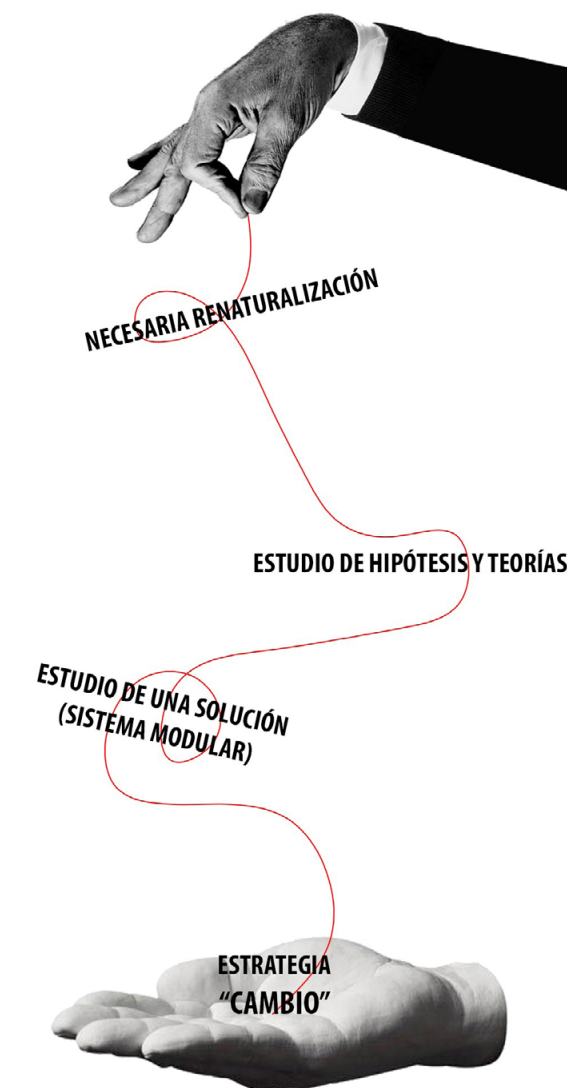 NECESARIA RENATURALIZACIÓN
ESTUDIO DE HIPÓTESIS Y TEORÍAS
ESTUDIO DE UNA SOLUCIÓN
(SISTEMA MODULAR)
ESTRATEGIA
“CAMBIO”